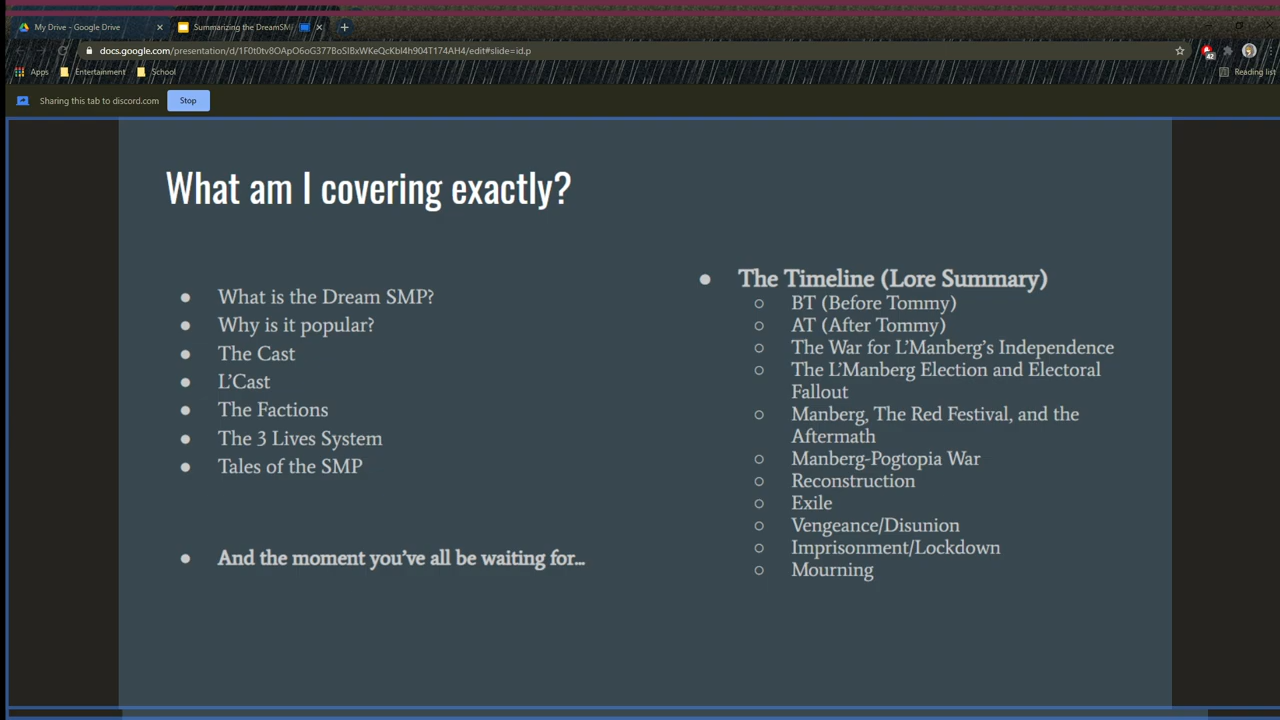 My Drive - Google Drive
Summarizing the DreamSM
docs.google.com/presentation/d/1F0t0tv8OApO6oG377BoSI8xWKeQcKbl4h904T174AH4/edit#slide=id.p
42
Apps
Entertainment
School
Reading list
Sharing this tab to discord.com
Stop
What am I covering exactly?
What is the Dream SMP?
Why is it popular?
The Cast
L'Cast
The Factions
The 3 Lives System
Tales of the SMP
And the moment you've all be waiting for...
The Timeline (Lore Summary)
BT (Before Tommy)
AT (After Tommy)
The War for L'Manberg's Independence
The L'Manberg Election and Electoral
Fallout
Manberg, The Red Festival, and the
Aftermath
Manberg-Pogtopia War
Reconstruction
Exile
Vengeance/Disunion
Imprisonment/Lockdown
Mourning